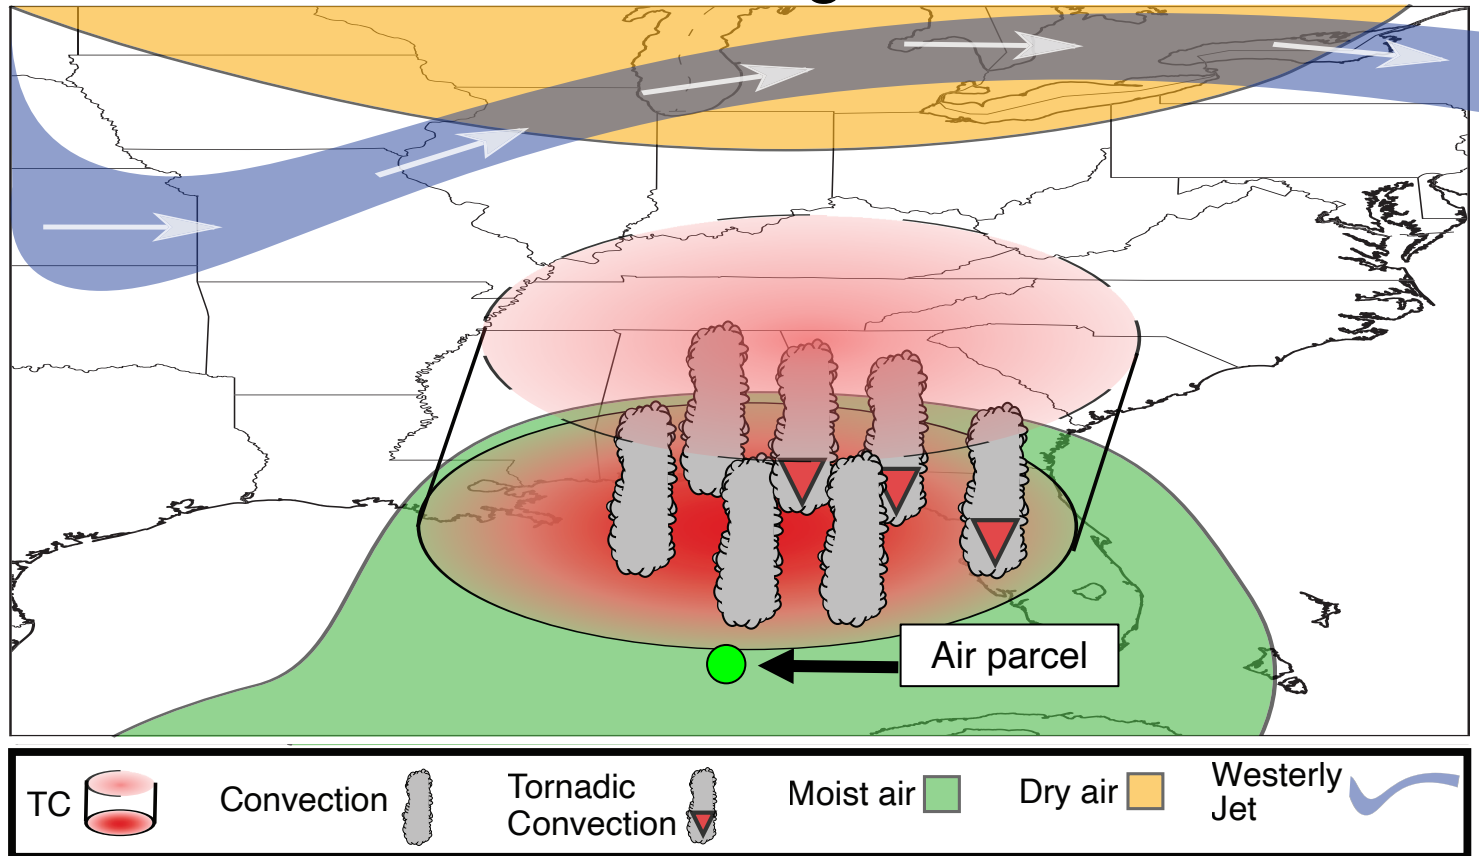 Air parcel
TC
Convection
Tornadic
Convection
Moist air
Dry air
Westerly
Jet